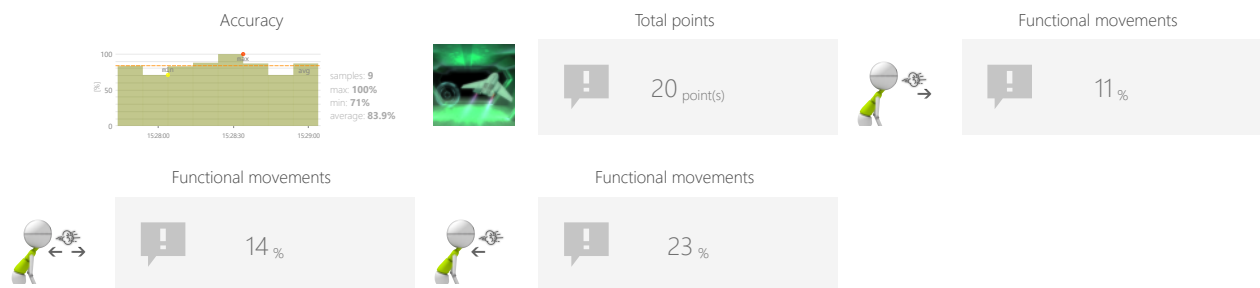 Accuracy
Total points
Functional movements
100
max
min
avg
(%)
50
0
15:28:00
15:28:30
15:29:00
samples: 9
max: 100%
min: 71%
average: 83.9%
20 point(s)
11 %
Functional movements
Functional movements
14 %
23 %